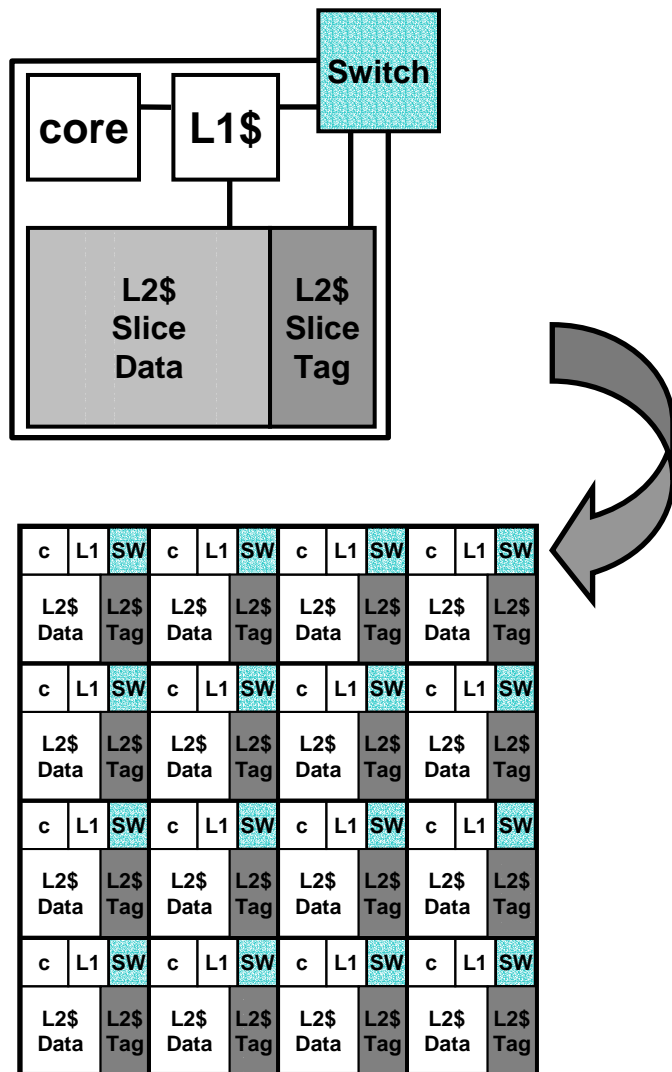 Switch
core L1$
L2$ L2$
Slice Slice
Data Tag
c L1 SW c L1 SW c L1 SW c L1 SW
L2$ L2$ L2$ L2$ L2$ L2$ L2$ L2$
Data Tag Data Tag Data Tag Data Tag
c L1 SW c L1 SW c L1 SW c L1 SW
L2$ L2$ L2$ L2$ L2$ L2$ L2$ L2$
Data Tag Data Tag Data Tag Data Tag
c L1 SW c L1 SW c L1 SW c L1 SW
L2$ L2$ L2$ L2$ L2$ L2$ L2$ L2$
Data Tag Data Tag Data Tag Data Tag
c L1 SW c L1 SW c L1 SW c L1 SW
L2$ L2$ L2$ L2$ L2$ L2$ L2$ L2$
Data Tag Data Tag Data Tag Data Tag